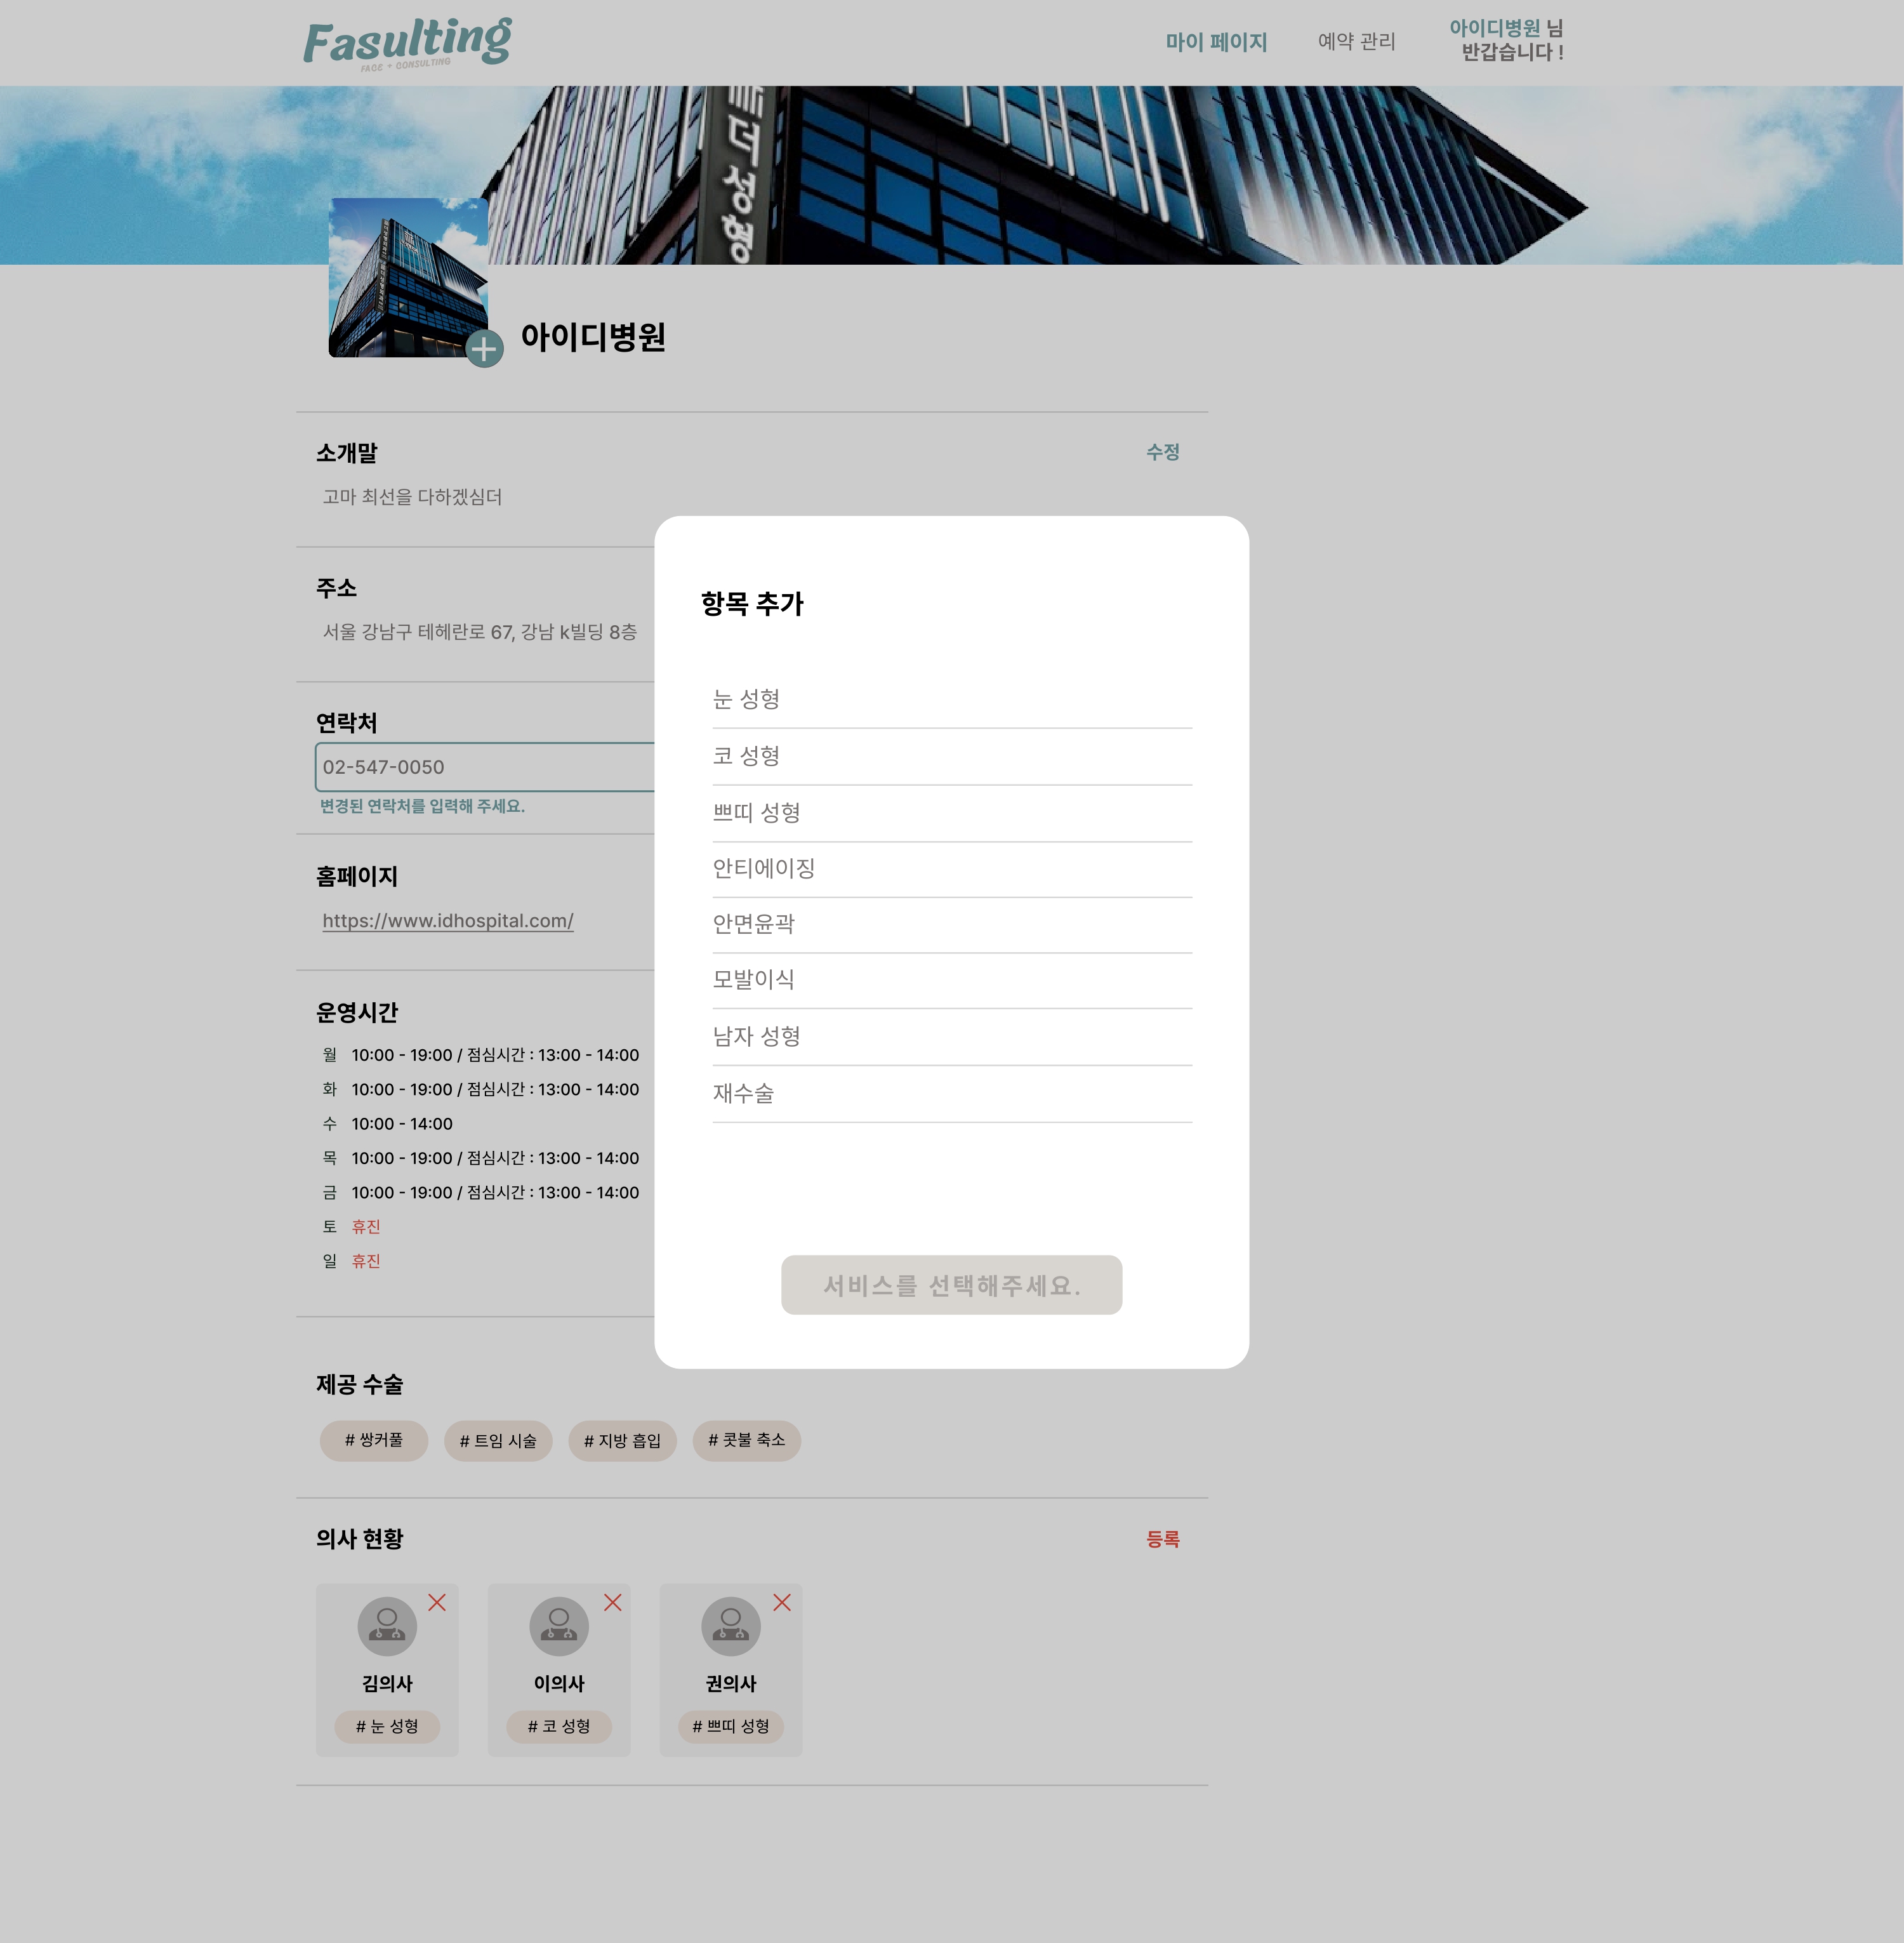 Fasulting
FACE + CONSULTING
마이 페이지
예약 관리
아이디병원 님
반갑습니다 !
더성형
아이디병원
소개말
수정
고마 최선을 다하겠심더
주소
서울 강남구 테헤란로 67, 강남 k빌딩 8층
연락처
02-547-0050
변경된 연락처를 입력해 주세요.
홈페이지
https://www.idhospital.com/
운영시간
월 10:00 - 19:00 / 점심시간 : 13:00 - 14:00
화 10:00 - 19:00 / 점심시간 : 13:00 - 14:00
수 10:00 - 14:00
목 10:00 - 19:00 / 점심시간 : 13:00 - 14:00
금 10:00 - 19:00 / 점심시간 : 13:00 - 14:00
토 휴진
일 휴진
항목 추가
눈 성형
코 성형
쁘띠 성형
안티에이징
안면윤곽
모발이식
남자 성형
재수술
서비스를 선택해주세요.
제공 수술
# 쌍커풀
# 트임 시술
# 지방 흡입
# 콧불 축소
의사 현황
등록
김의사
# 눈 성형
이의사
# 코 성형
권의사
# 쁘띠 성형